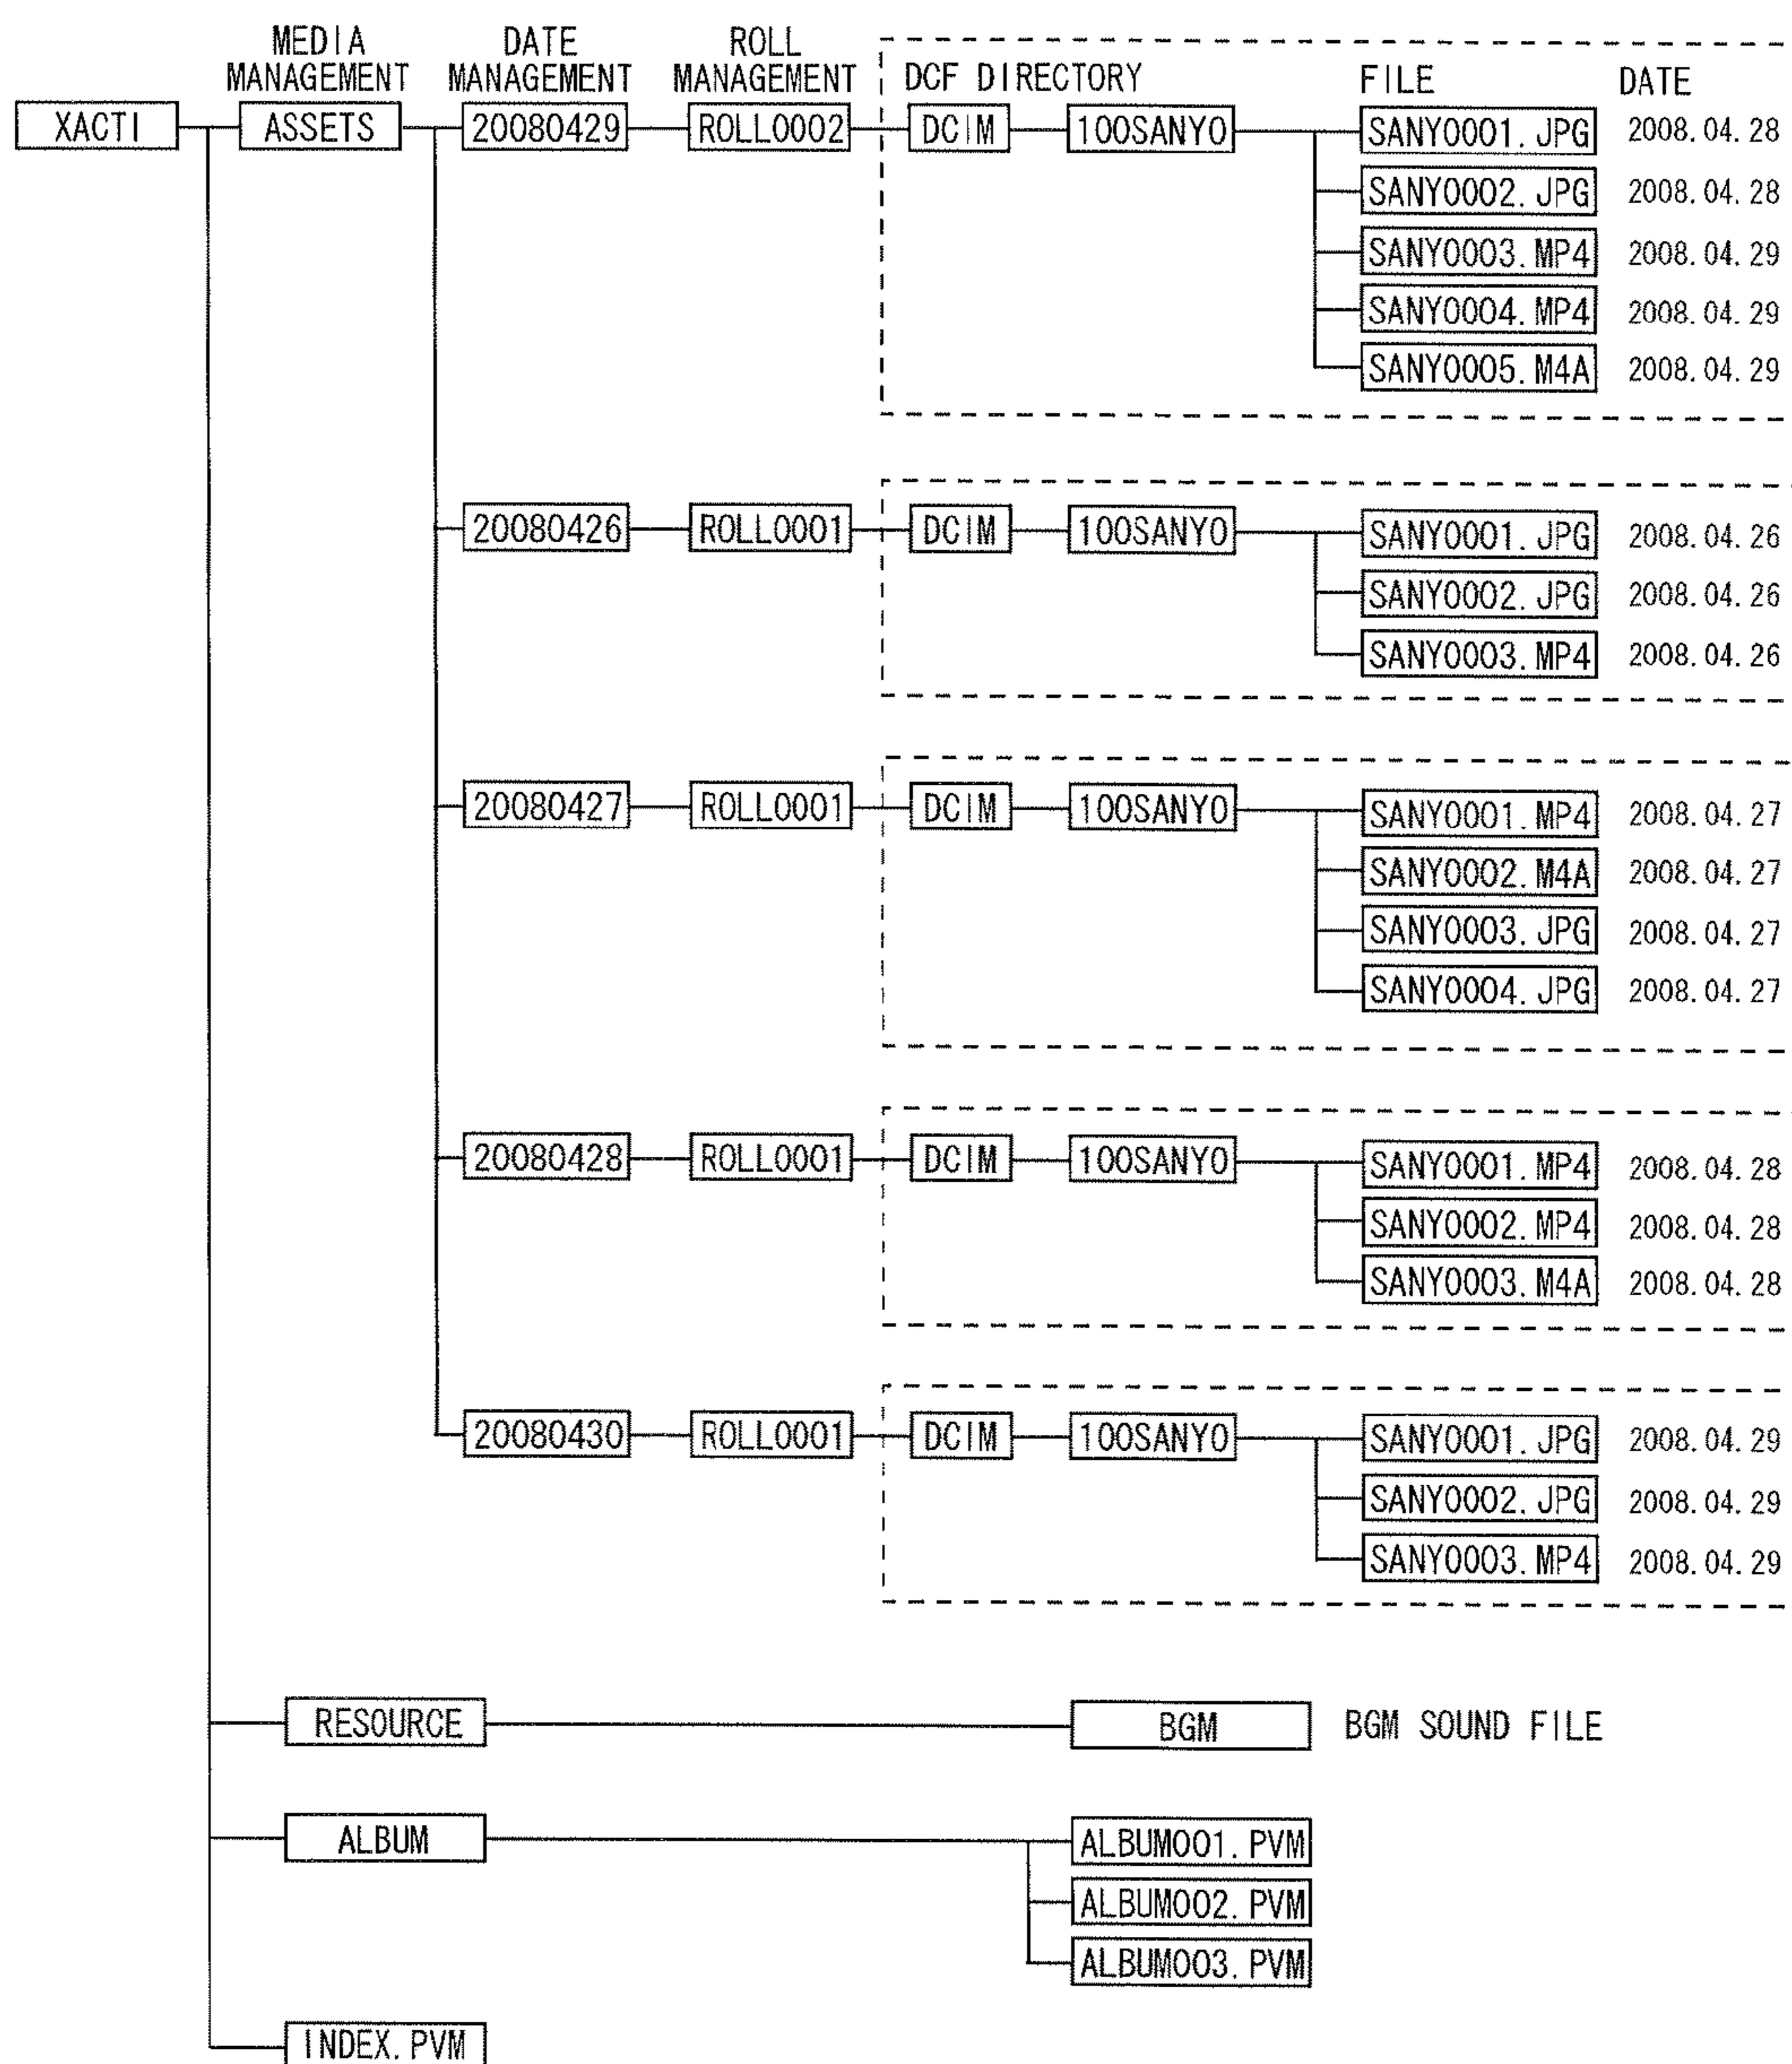 MEDIA MANAGEMENT
DATE MANAGEMENT
ROLL MANAGEMENT
DCF DIRECTORY
FILE
DATE
XACTI
ASSETS
20080429
ROLL0002
DCIM
100SANYO
SANY0001.JPG 2008.04.28
SANY0002.JPG 2008.04.28
SANY0003.MP4 2008.04.29
SANY0004.MP4 2008.04.29
SANY0005.M4A 2008.04.29
20080426
ROLL0001
DCIM
100SANYO
SANY0001.JPG 2008.04.26
SANY0002.JPG 2008.04.26
SANY0003.MP4 2008.04.26
20080427
ROLL0001
DCIM
100SANYO
SANY0001.MP4 2008.04.27
SANY0002.M4A 2008.04.27
SANY0003.JPG 2008.04.27
SANY0004.JPG 2008.04.27
20080428
ROLL0001
DCIM
100SANYO
SANY0001.MP4 2008.04.28
SANY0002.MP4 2008.04.28
SANY0003.M4A 2008.04.28
20080430
ROLL0001
DCIM
100SANYO
SANY0001.JPG 2008.04.29
SANY0002.JPG 2008.04.29
SANY0003.MP4 2008.04.29
RESOURCE
BGM
BGM SOUND FILE
ALBUM
ALBUM001.PVM
ALBUM002.PVM
ALBUM003.PVM
INDEX.PVM